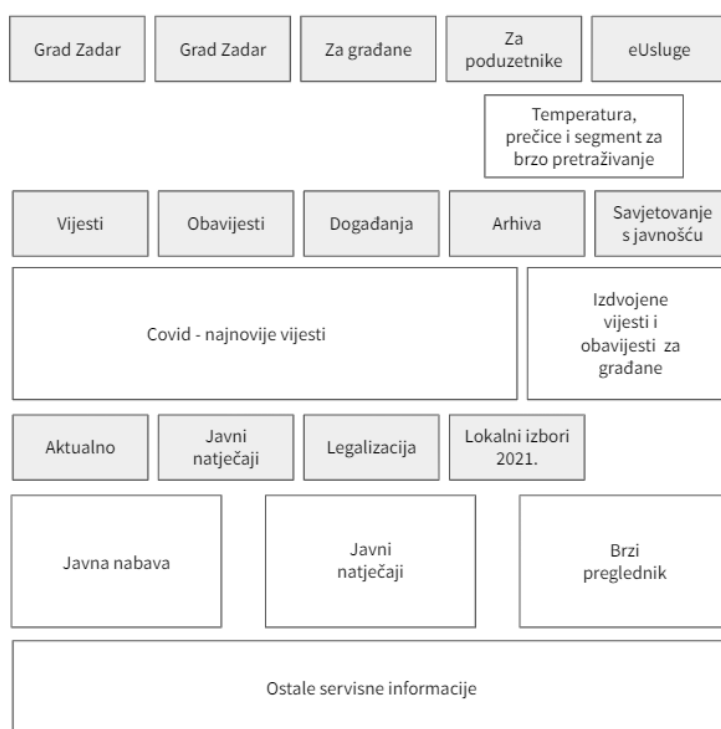 Grad Zadar
Grad Zadar
Za građane
Za
poduzetnike
eUsluge
Temperatura,
prečice i segment za
brzo pretraživanje
Vijesti
Obavijesti
Događanja
Arhiva
Savjetovanje
s javnošću
Covid - najnovije vijesti
Izdvojene
vijesti i
obavijesti za
građane
Aktualno
Javni
natječaji
Legalizacija
Lokalni izbori
2021.
Javna nabava
Javni
natječaji
Brzi
preglednik
Ostale servisne informacije